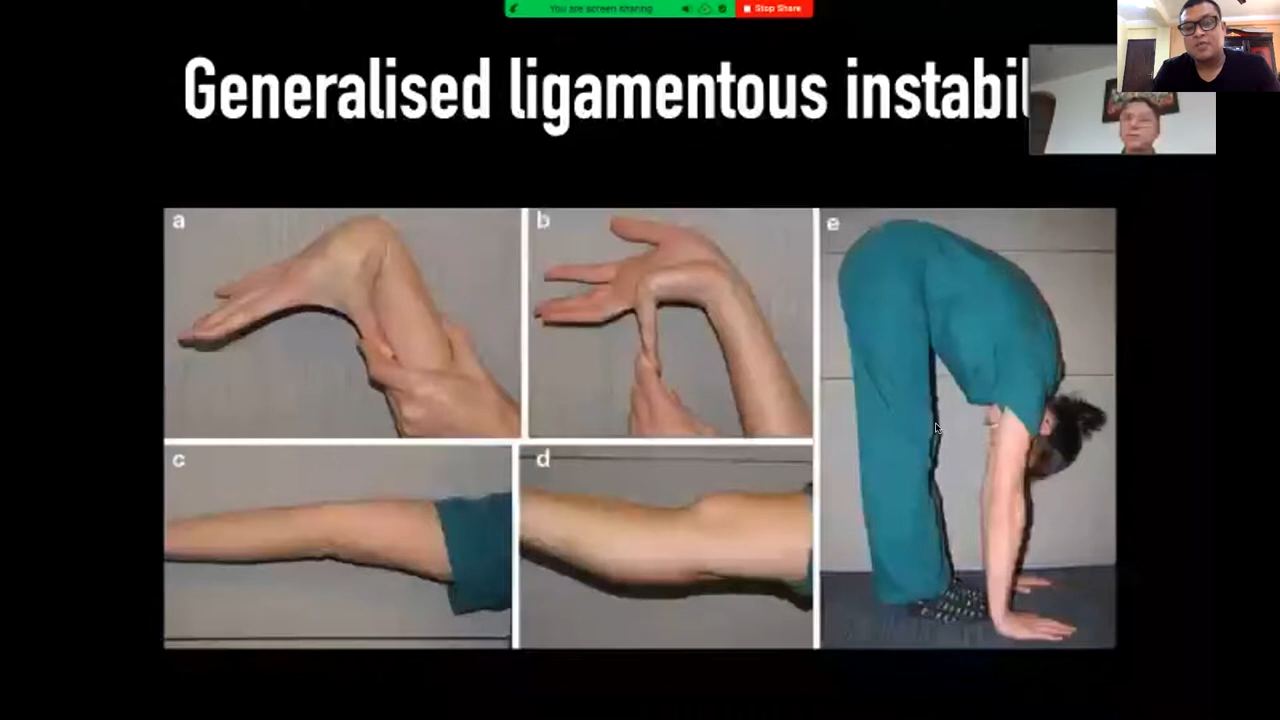 You are screen sharing
Stop Share
Generalised ligamentous instabil
a
b
e
c
d